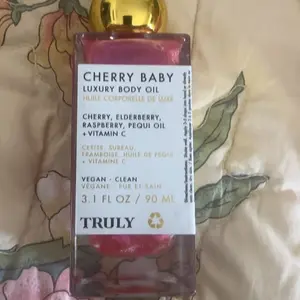 CHERRY BABY
LUXURY BODY OIL
HUILE CORPORELLE DE LUXE
CHERRY, ELDERBERRY,
RASPBERRY, PEQUI OIL
+ VITAMIN C
CERISE, SUREAU,
FRAMBOISE, HUILE DE PEQUI
+ VITAMINE C
VEGAN - CLEAN
VÉGANE - PUR ET SAIN
3.1 FL OZ / 90 ML
TRULY